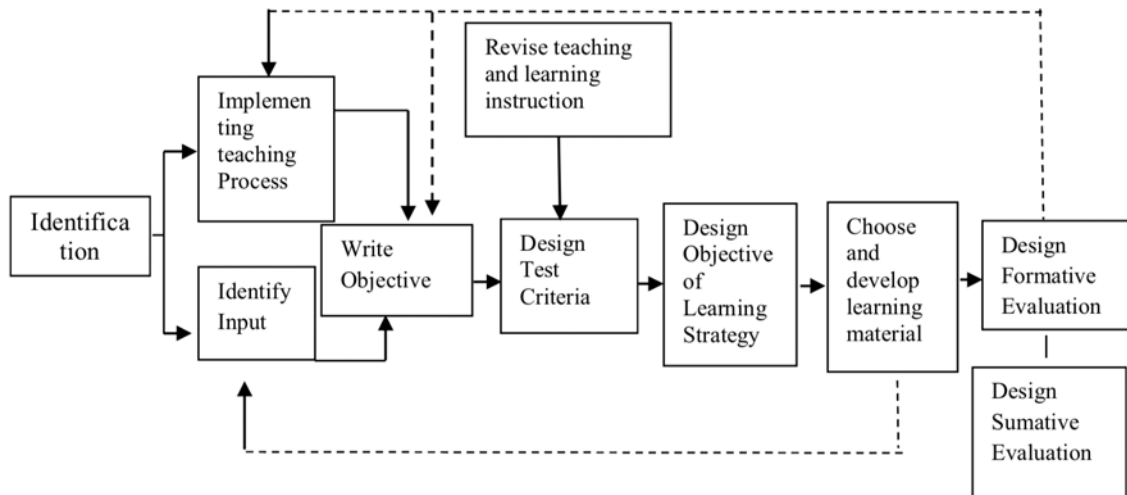 Identifica
tion
Implemen
ting
teaching
Process
Identify
Input
Write
Objective
Revise teaching
and learning
instruction
Design
Test
Criteria
Design
Objective
of
Learning
Strategy
Choose
and
develop
learning
material
Design
Formative
Evaluation
Design
Sumative
Evaluation